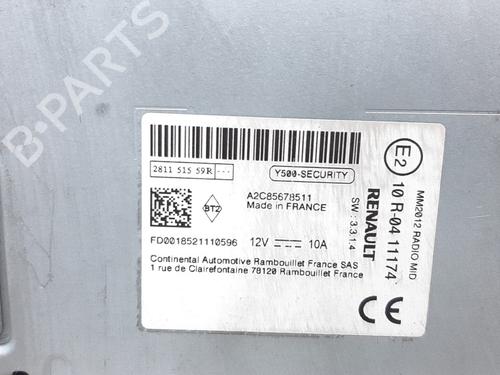 B-PARTS
2811 515 59R ---
Y500-SECURITY
BTZ
A2C85678511
Made in FRANCE
FD0018521110596 12V 10A
Continental Automotive Rambouillet France SAS
1 rue de Clairefontaine 78120 Rambouillet France
MM2012 RADIO MID
E2 10 R-04 11174
RENAULT
SW : 3.3.1.4
CE